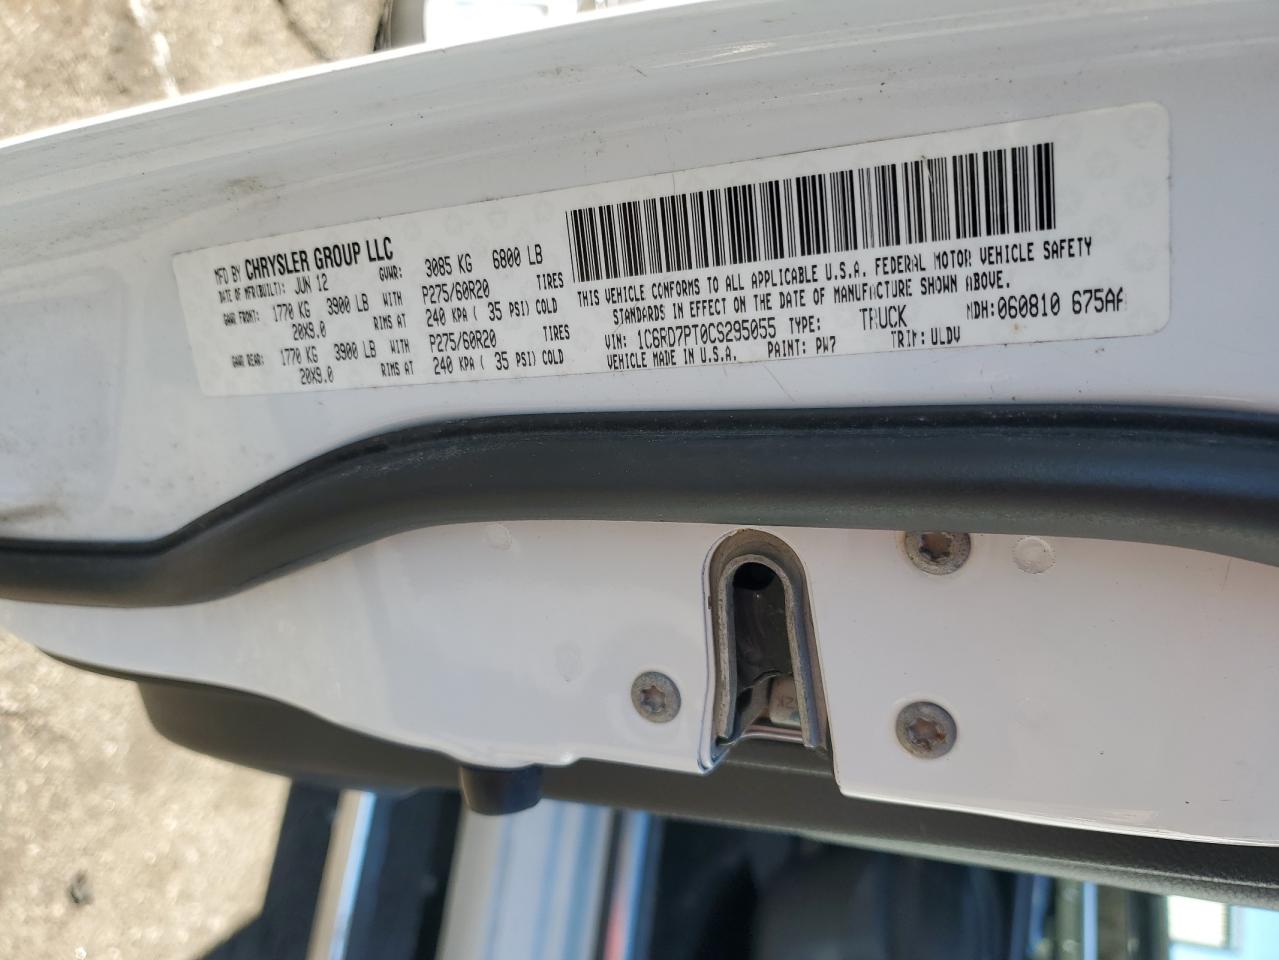 MFD BY CHRYSLER GROUP LLC
DATE OF MFR(BUILT): JUN 12 GVWR: 3085 KG 6800 LB
GAWR FRONT: 1770 KG 3900 LB WITH P275/60R20 TIRES
20X9.0 RIMS AT 240 KPA ( 35 PSI) COLD
GAWR REAR: 1770 KG 3900 LB WITH P275/60R20 TIRES
20X9.0 RIMS AT 240 KPA ( 35 PSI) COLD
THIS VEHICLE CONFORMS TO ALL APPLICABLE U.S.A. FEDERAL MOTOR VEHICLE SAFETY
STANDARDS IN EFFECT ON THE DATE OF MANUFACTURE SHOWN ABOVE.
VIN: 1C6RD7PT0CS295055 TYPE: TRUCK MDH:060810 675AA
VEHICLE MADE IN U.S.A. PAINT: PW7 TRIM: ULDV